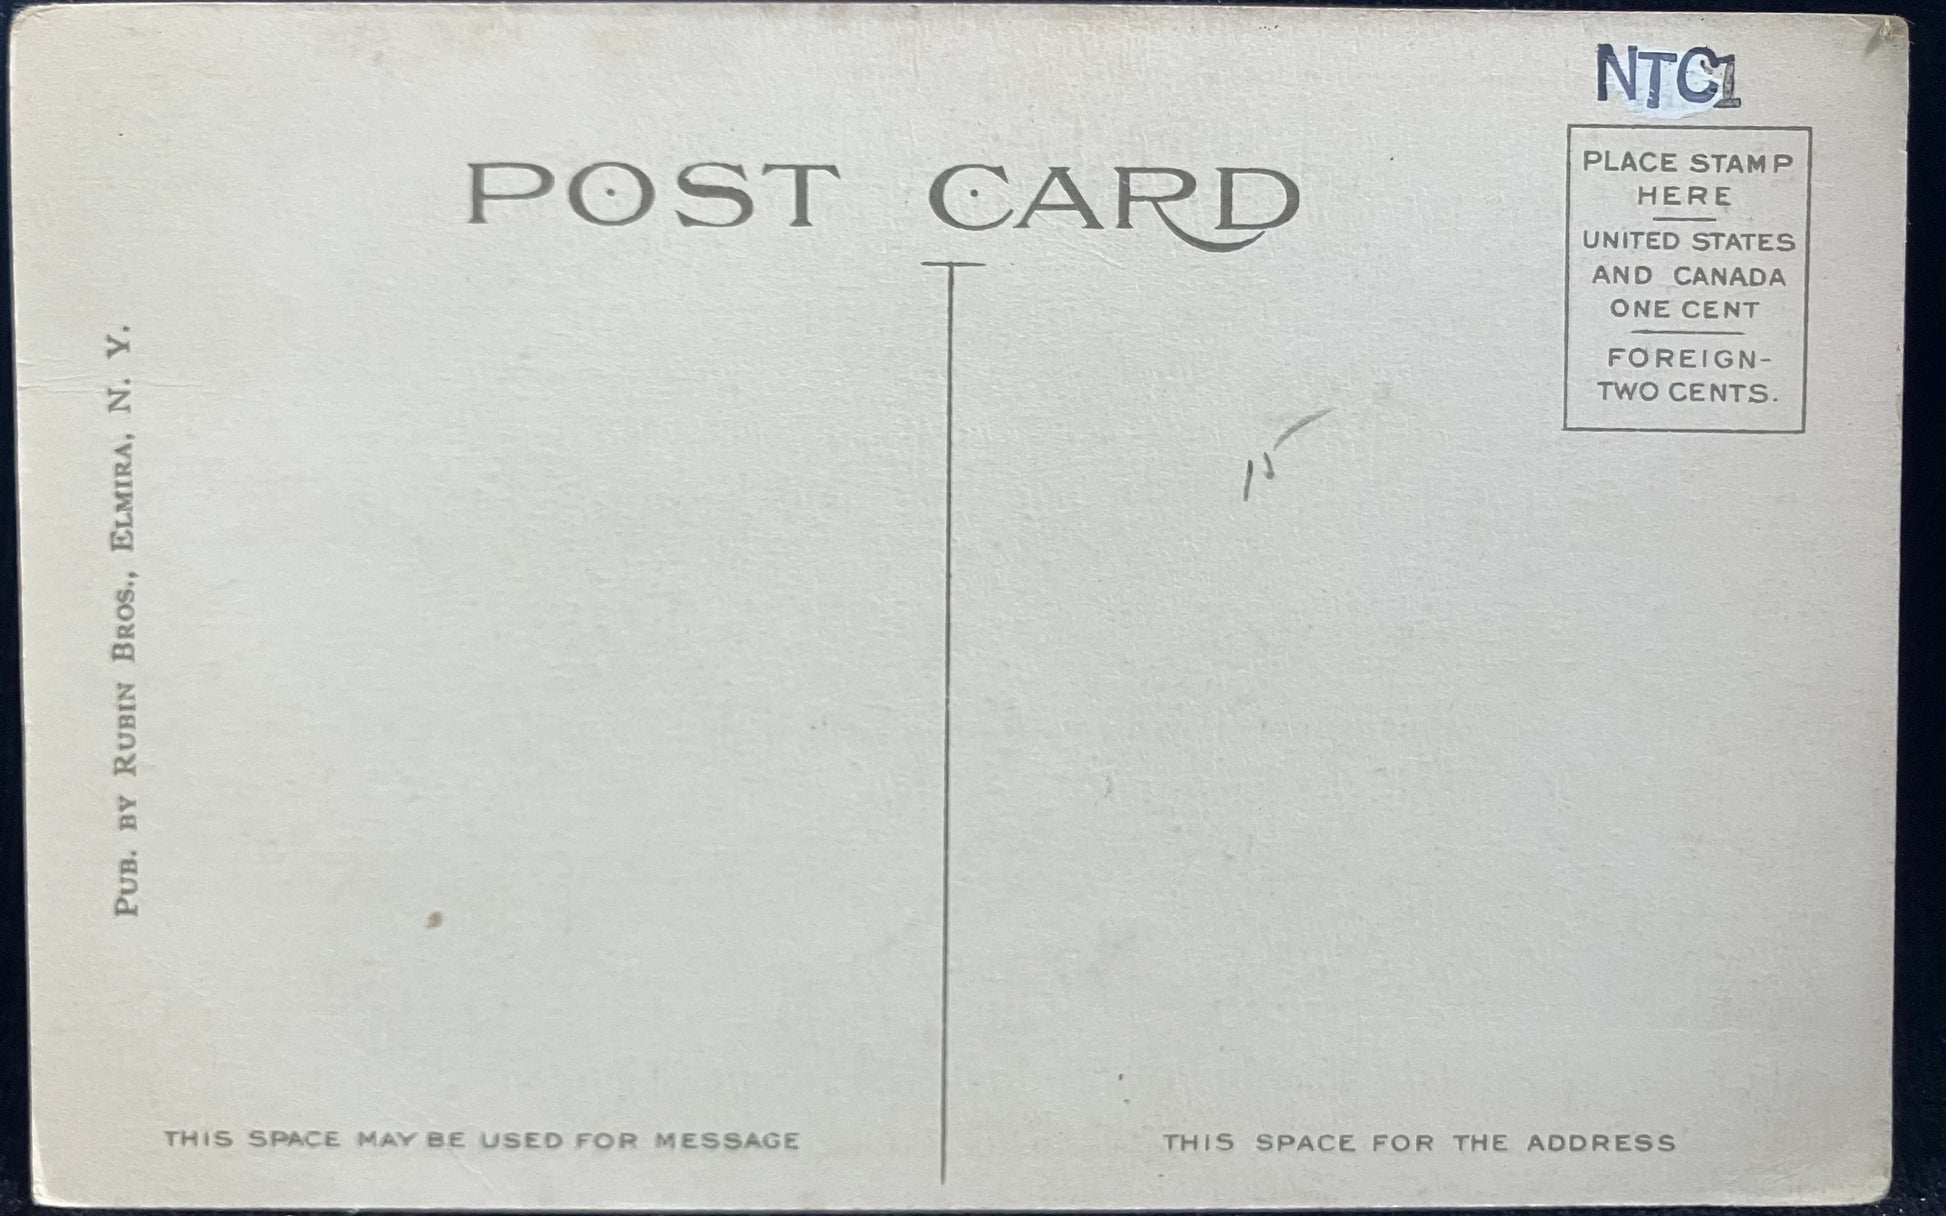 NTC1
POST CARD
PLACE STAMP
HERE
UNITED STATES
AND CANADA
ONE CENT
FOREIGN-
TWO CENTS.
15
PUB. BY RUBIN BROS., ELMIRA, N. Y.
THIS SPACE MAY BE USED FOR MESSAGE
THIS SPACE FOR THE ADDRESS